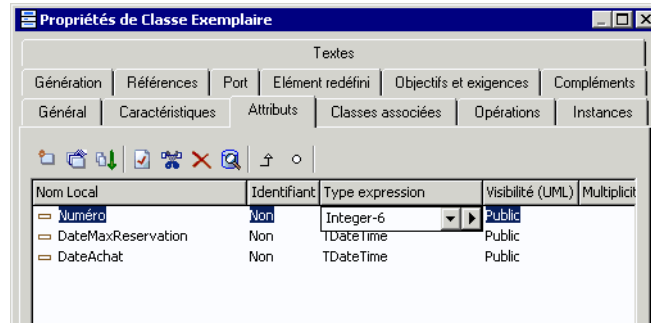 Propriétés de Classe Exemplaire
Textes
Génération Références Port Elément redéfini Objectifs et exigences Compléments
Général Caractéristiques Attributs Classes associées Opérations Instances
Nom Local Identifiant Type expression Visibilité (UML) Multiplicit
Numéro Non Integer-6 Public
DateMaxReservation Non TDateTime Public
DateAchat Non TDateTime Public